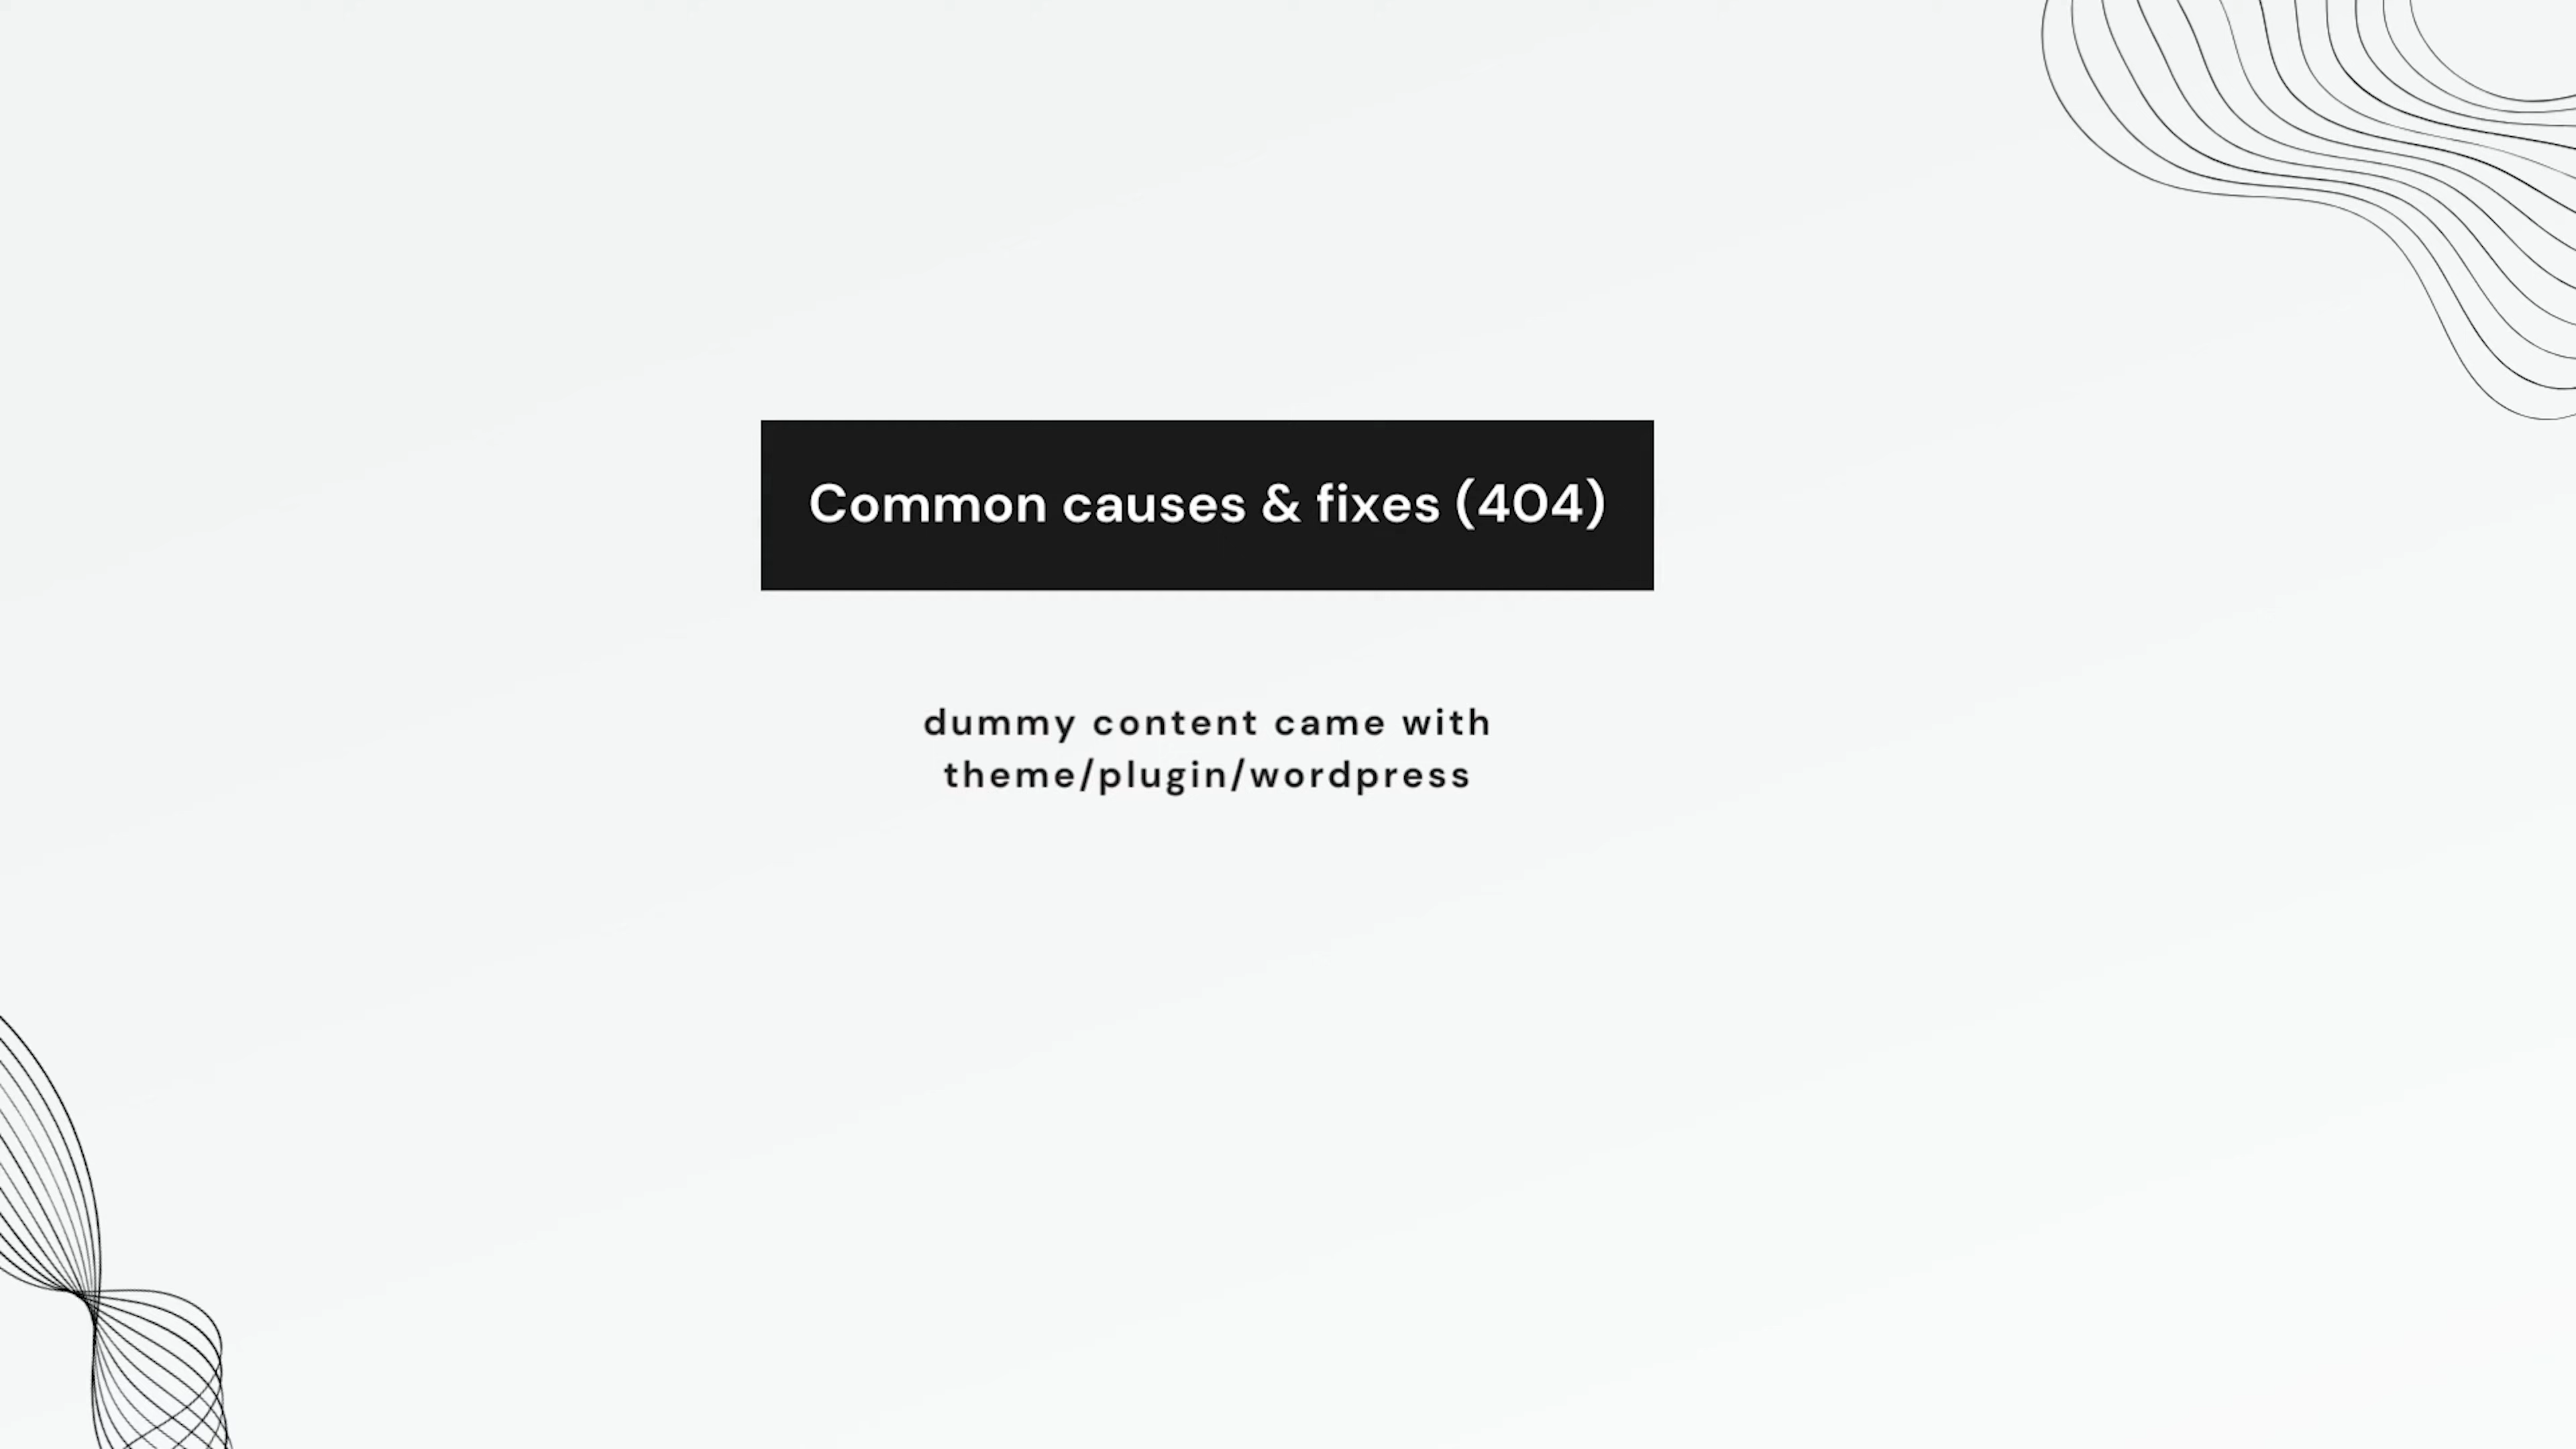 Common causes & fixes (404)
dummy content came with
theme/plugin/wordpress